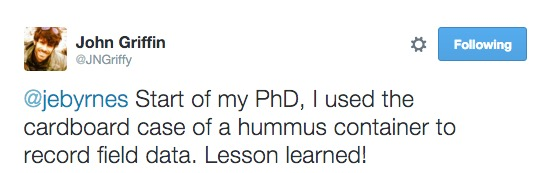 John Griffin
@JNGriffy
Following
@jebyrnes Start of my PhD, I used the
cardboard case of a hummus container to
record field data. Lesson learned!